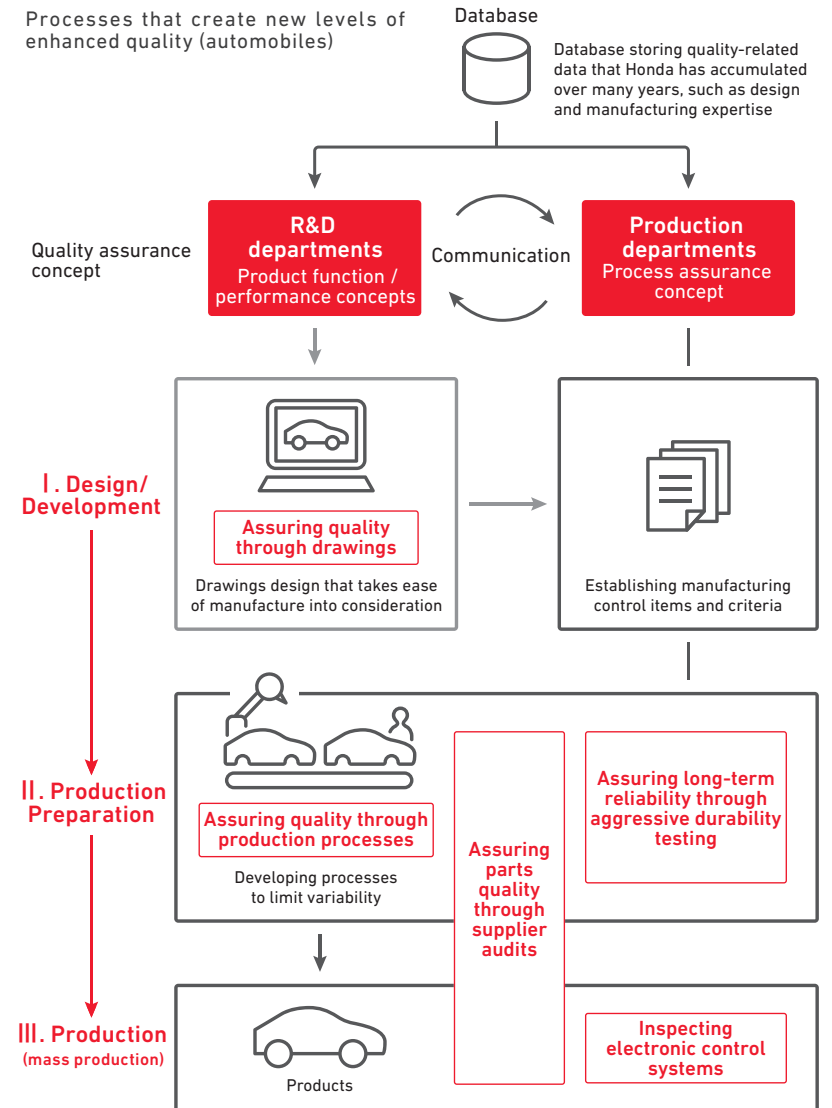 Processes that create new levels of
enhanced quality (automobiles)
Database
Database storing quality-related
data that Honda has accumulated
over many years, such as design
and manufacturing expertise
Quality assurance
concept
R&D
departments
Product function /
performance concepts
Communication
Production
departments
Process assurance
concept
Ⅰ. Design/
Development
Assuring quality
through drawings
Drawings design that takes ease
of manufacture into consideration
Establishing manufacturing
control items and criteria
Ⅱ. Production
Preparation
Assuring quality through
production processes
Developing processes
to limit variability
Assuring
parts
quality
through
supplier
audits
Assuring long-term
reliability through
aggressive durability
testing
Ⅲ. Production
(mass production)
Products
Inspecting
electronic control
systems